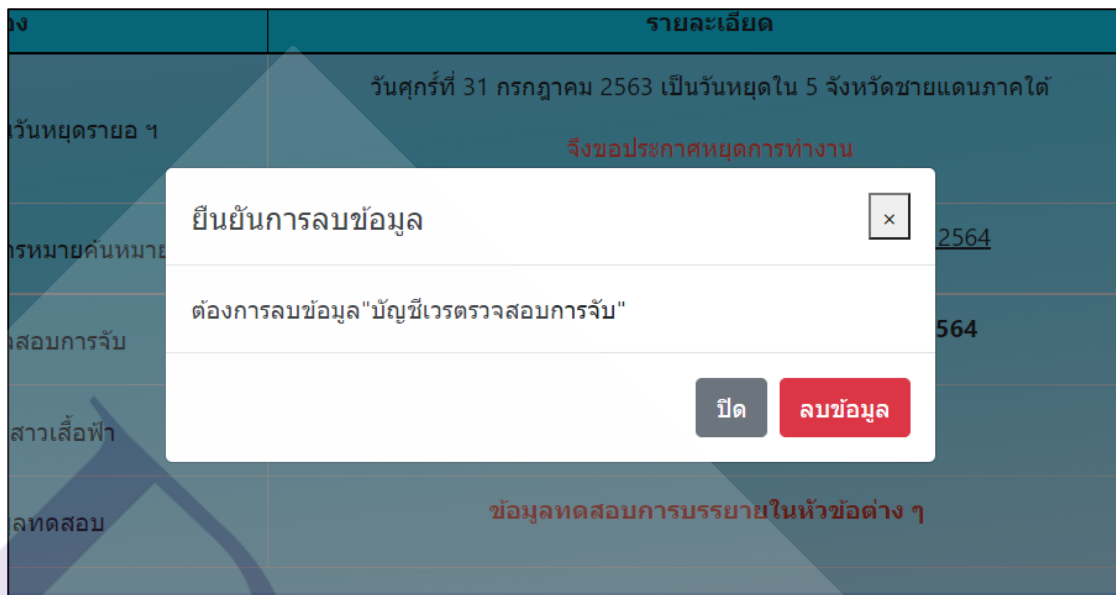 รายละเอียด
วันศุกร์ที่ 31 กรกฎาคม 2563 เป็นวันหยุดใน 5 จังหวัดชายแดนภาคใต้
วันหยุดรายอ ฯ
จึงขอประกาศหยุดการทำงาน
ยืนยันการลบข้อมูล
×
ารหมายค้นหมาย
2564
ต้องการลบข้อมูล"บัญชีเวรตรวจสอบการจับ"
จสอบการจับ
564
ปิด ลบข้อมูล
สาวเสื้อฟ้า
ลทดสอบ
ข้อมูลทดสอบการบรรยายในหัวข้อต่าง ๆ